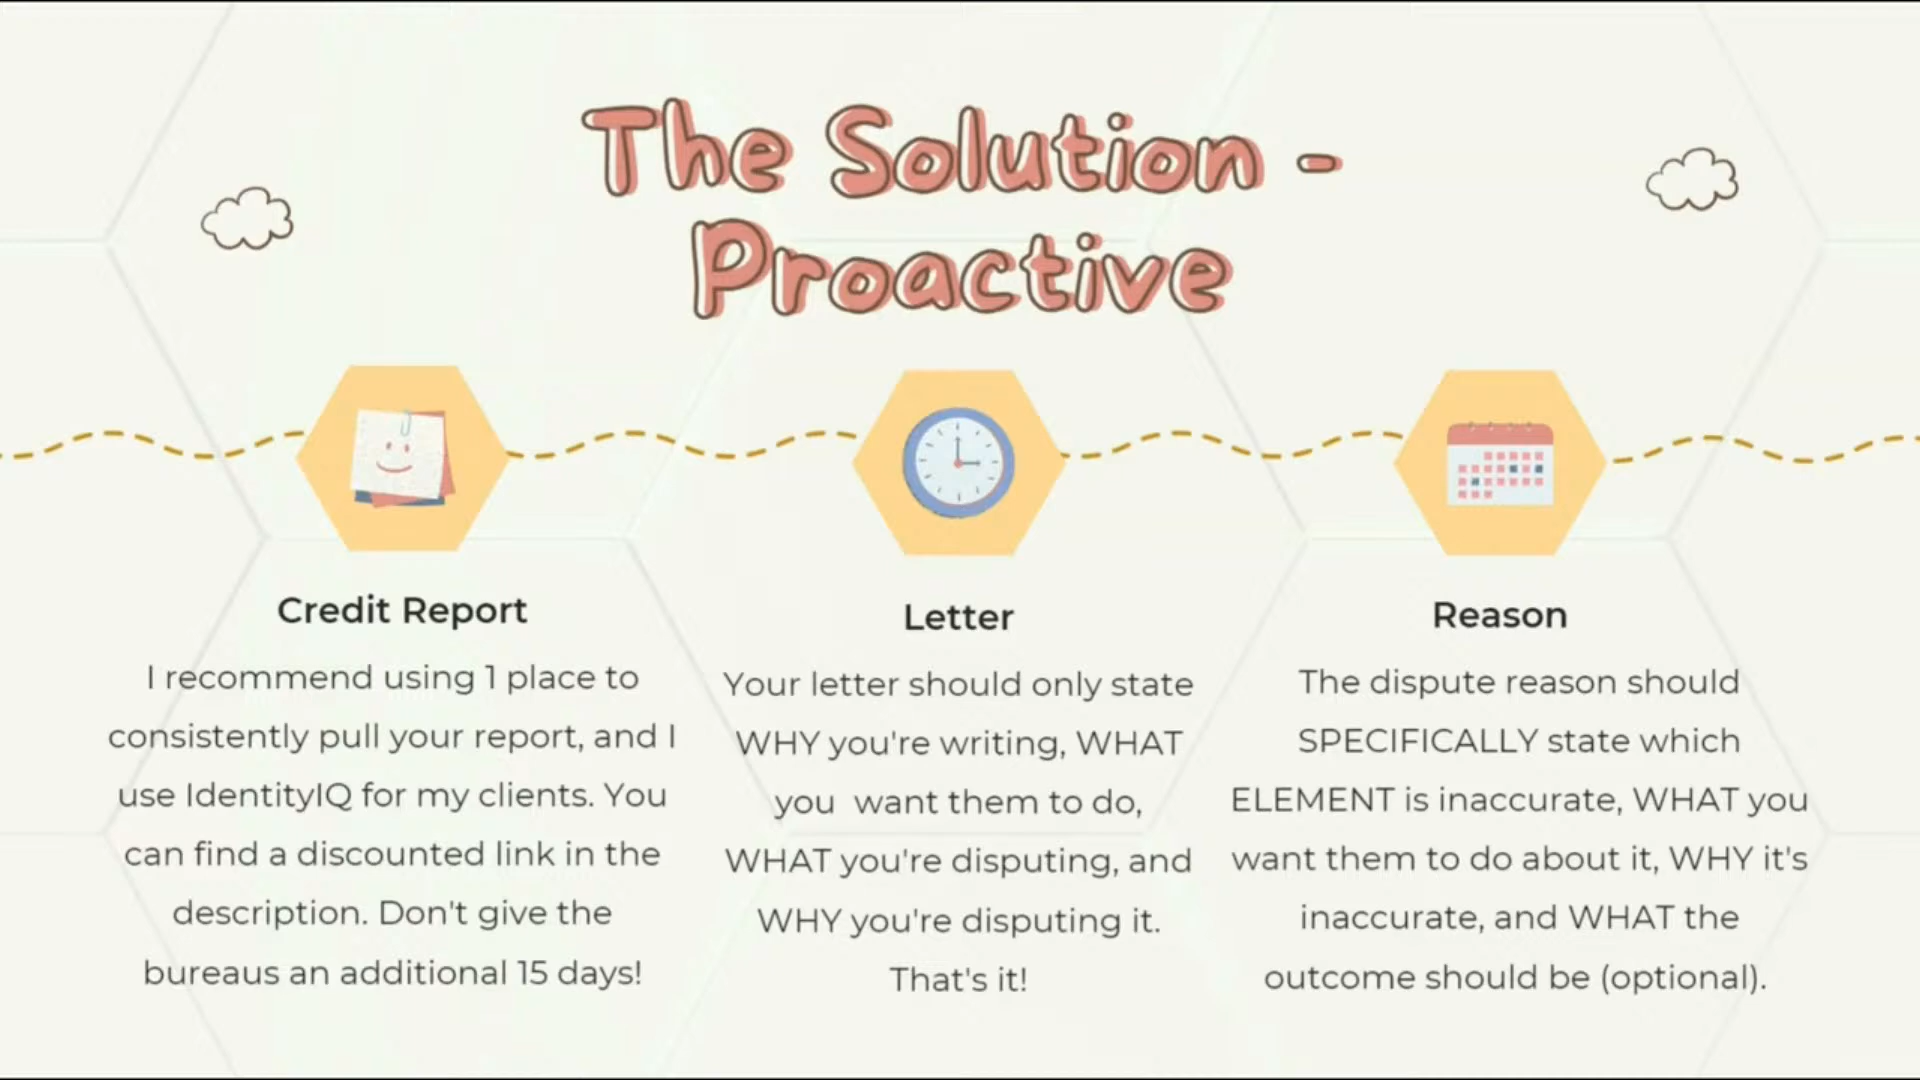 The Solution -
Proactive
Credit Report
I recommend using 1 place to
consistently pull your report, and I
use IdentityIQ for my clients. You
can find a discounted link in the
description. Don't give the
bureaus an additional 15 days!
Letter
Your letter should only state
WHY you're writing, WHAT
you  want them to do,
WHAT you're disputing, and
WHY you're disputing it.
That's it!
Reason
The dispute reason should
SPECIFICALLY state which
ELEMENT is inaccurate, WHAT you
want them to do about it, WHY it's
inaccurate, and WHAT the
outcome should be (optional).